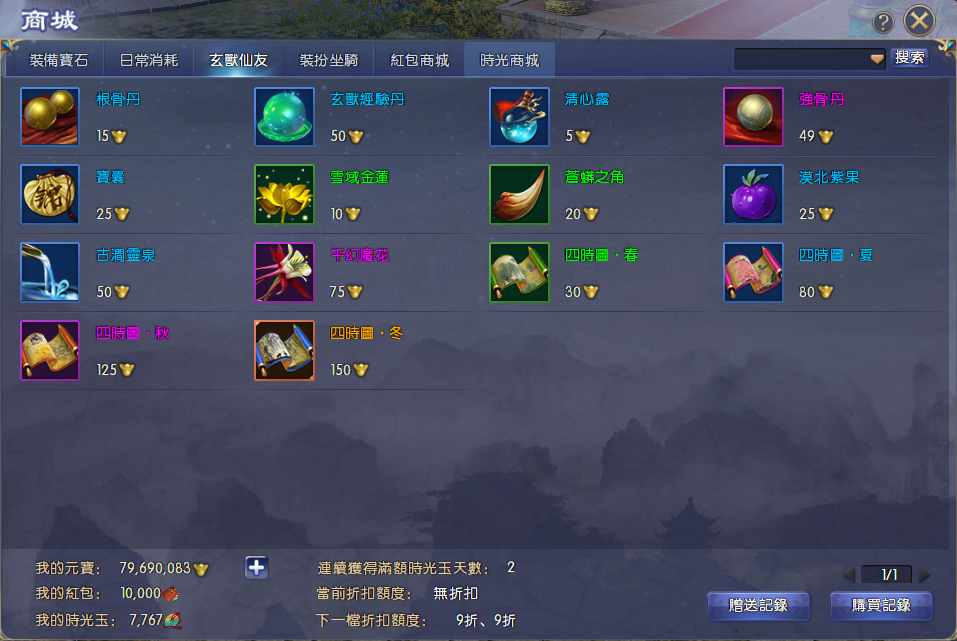 商城
?
裝備寶石 日常消耗 玄獸仙友 裝扮坐騎 紅包商城 時光商城 搜索
根骨丹 玄獸經驗丹 清心露 強骨丹
15 50 5 49
寶囊 雪域金蓮 蒼蟒之角 漠北紫果
25 10 20 25
古澗靈泉 千幻魔花 四時圖·春 四時圖·夏
50 75 30 80
四時圖·秋 四時圖·冬
125 150
我的元寶： 79,690,083 連續獲得滿額時光玉天數： 2
1/1
我的紅包： 10,000 當前折扣額度： 無折扣
贈送記錄 購買記錄
我的時光玉： 7,767 下一檔折扣額度： 9折、9折